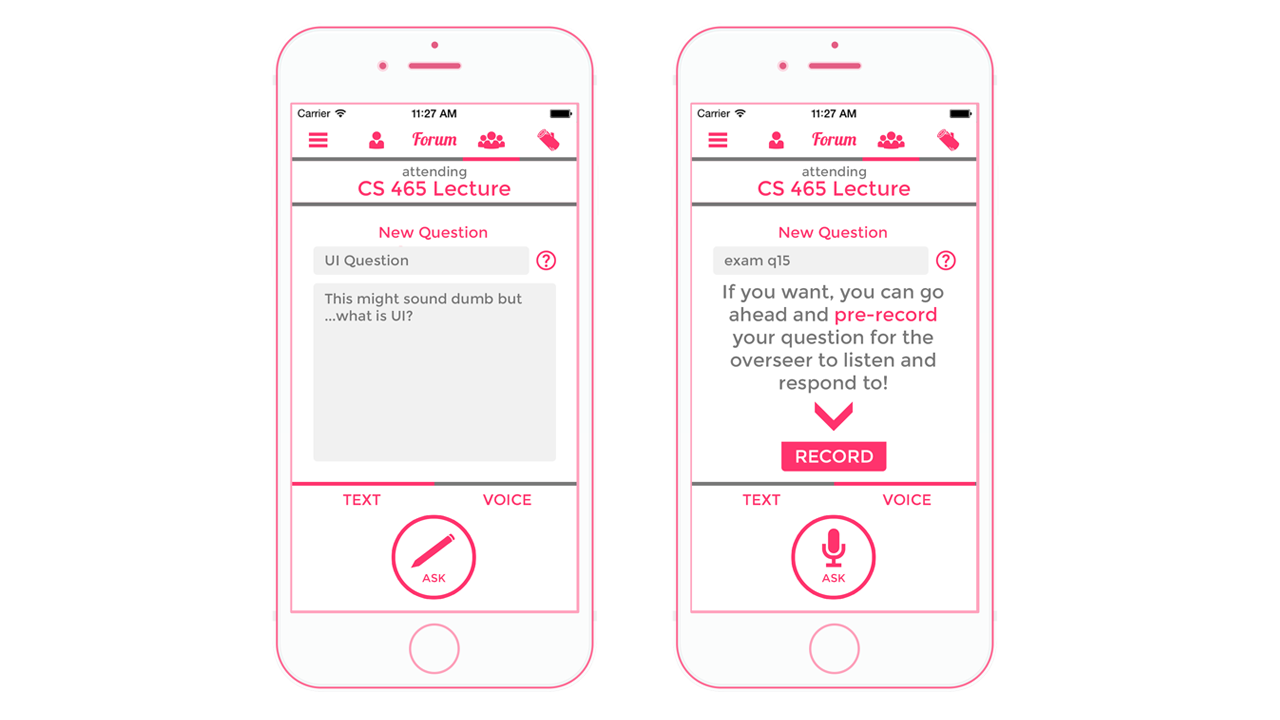 Carrier 11:27 AM
Forum
attending
CS 465 Lecture
New Question
UI Question ?
This might sound dumb but
...what is UI?
TEXT VOICE
ASK
Carrier 11:27 AM
Forum
attending
CS 465 Lecture
New Question
exam q15 ?
If you want, you can go
ahead and pre-record
your question for the
overseer to listen and
respond to!
RECORD
TEXT VOICE
ASK